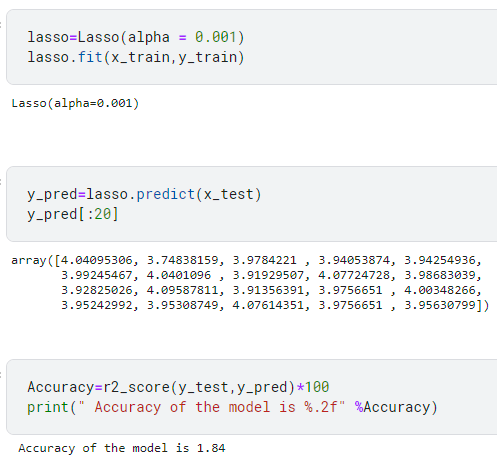 lasso=Lasso(alpha = 0.001)
lasso.fit(x_train,y_train)
Lasso(alpha=0.001)
y_pred=lasso.predict(x_test)
y_pred[:20]
array([4.04095306, 3.74838159, 3.9784221 , 3.94053874, 3.94254936,
3.99245467, 4.0401096 , 3.91929507, 4.07724728, 3.98683039,
3.92825026, 4.09587811, 3.91356391, 3.9756651 , 4.00348266,
3.95242992, 3.95308749, 4.07614351, 3.9756651 , 3.95630799])
Accuracy=r2_score(y_test,y_pred)*100
print(" Accuracy of the model is %.2f" %Accuracy)
Accuracy of the model is 1.84